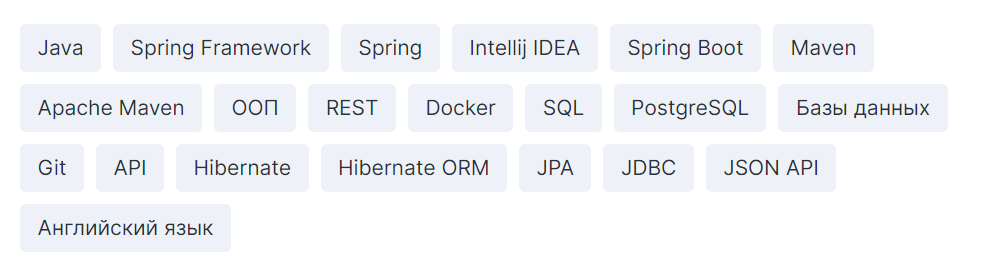 Java Spring Framework Spring Intellij IDEA Spring Boot Maven
Apache Maven ООП REST Docker SQL PostgreSQL Базы данных
Git API Hibernate Hibernate ORM JPA JDBC JSON API
Английский язык